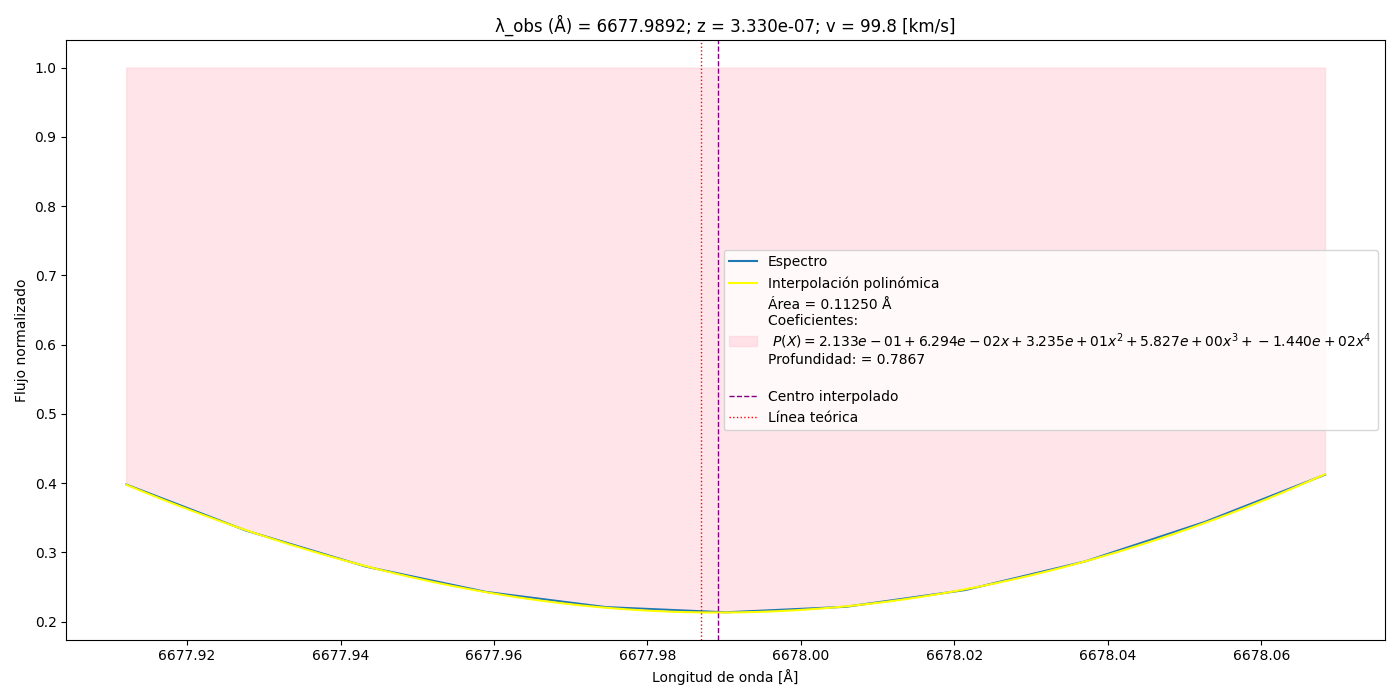 λ_obs (Å) = 6677.9892; z = 3.330e-07; v = 99.8 [km/s]
Flujo normalizado
1.0
0.9
0.8
0.7
0.6
0.5
0.4
0.3
0.2
Espectro
Interpolación polinómica
Área = 0.11250 Å
Coeficientes:
P(X) = 2.133e − 01 + 6.294e − 02x + 3.235e + 01x² + 5.827e + 00x³ + −1.440e + 02x⁴
Profundidad: = 0.7867
Centro interpolado
Línea teórica
6677.92 6677.94 6677.96 6677.98 6678.00 6678.02 6678.04 6678.06
Longitud de onda [Å]